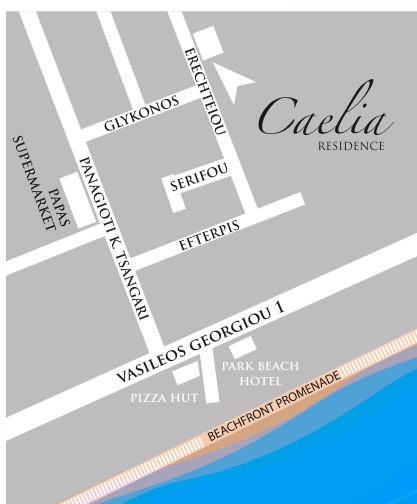 ERECHTEIOU
GLYKONOS
Caelia
RESIDENCE
SERIFOU
PAPAS
SUPERMARKET
PANAGIOTI K. TSANGARI
EFTERPIS
VASILEOS GEORGIOU 1
PARK BEACH
HOTEL
PIZZA HUT
BEACHFRONT PROMENADE